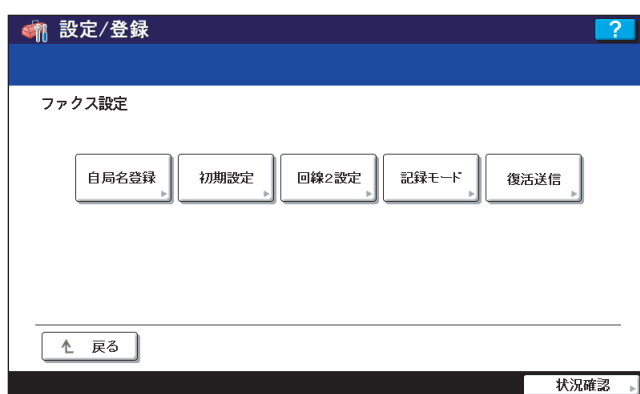 設定/登録
?
ファクス設定
自局名登録
初期設定
回線2設定
記録モード
復活送信
戻る
状況確認